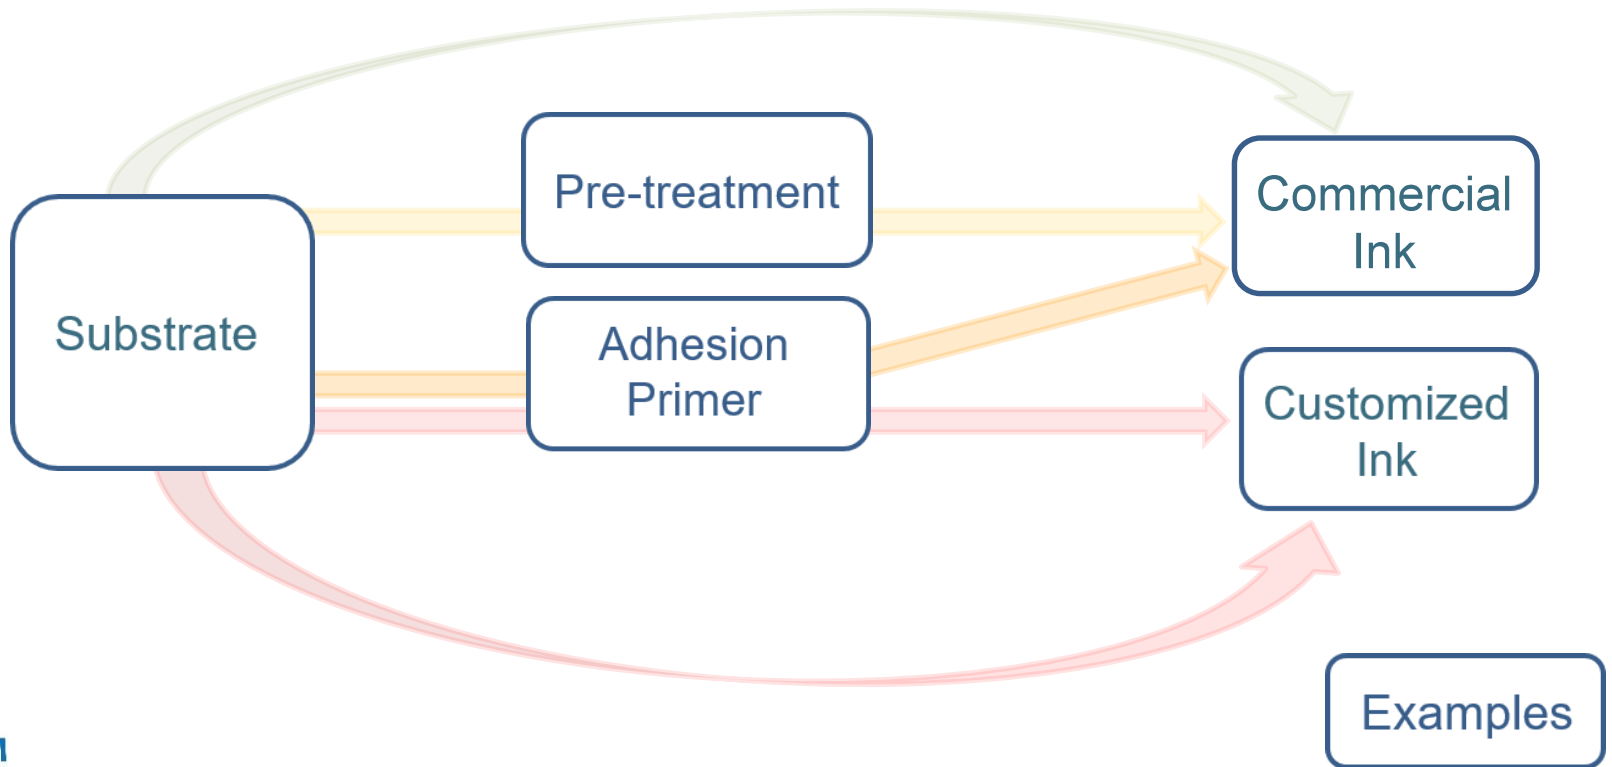 Pre-treatment
Commercial
Ink
Substrate
Adhesion
Primer
Customized
Ink
Examples